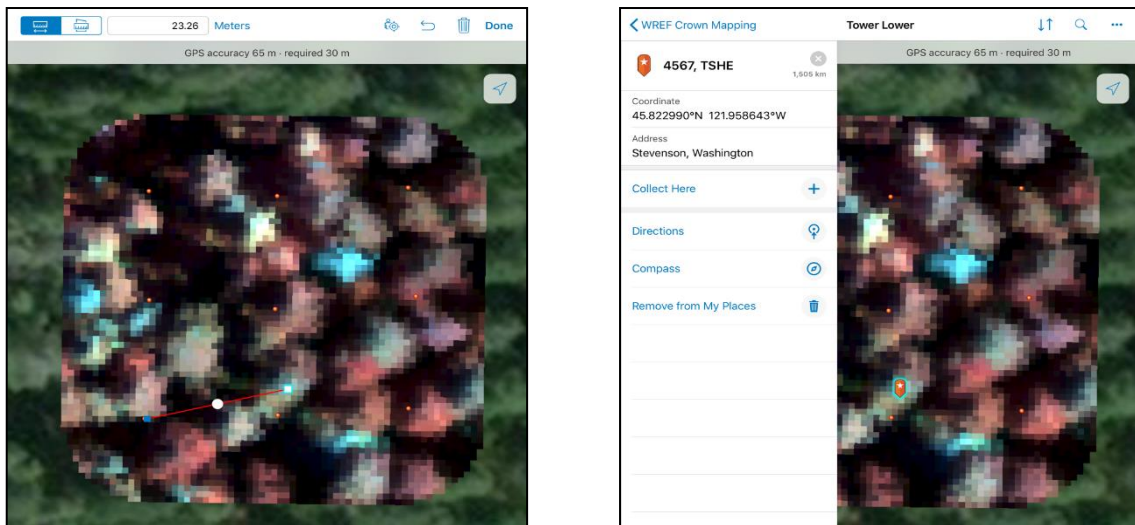 23.26 Meters Done
GPS accuracy 65 m - required 30 m
WREF Crown Mapping Tower Lower
GPS accuracy 65 m - required 30 m
4567, TSHE
1,505 km
Coordinate
45.822990°N 121.958643°W
Address
Stevenson, Washington
Collect Here
Directions
Compass
Remove from My Places